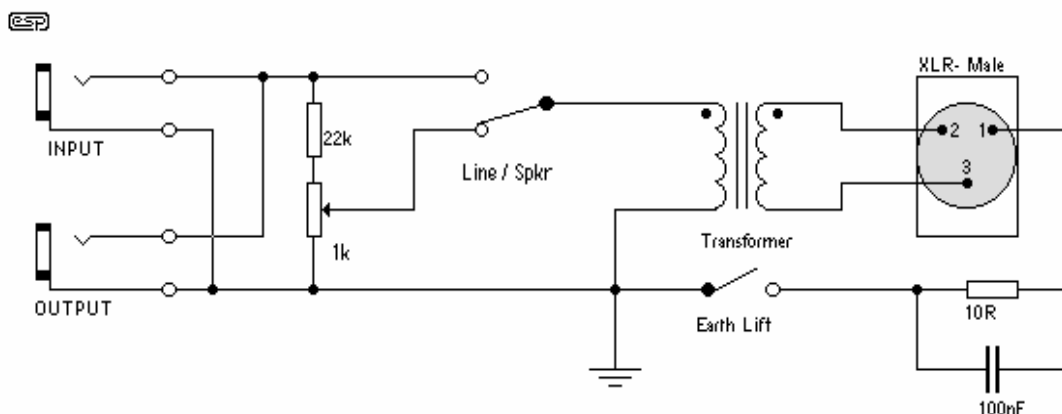 esp
XLR- Male
INPUT
22k
Line / Spkr
2
1
3
1k
Transformer
OUTPUT
Earth Lift
10R
100nF